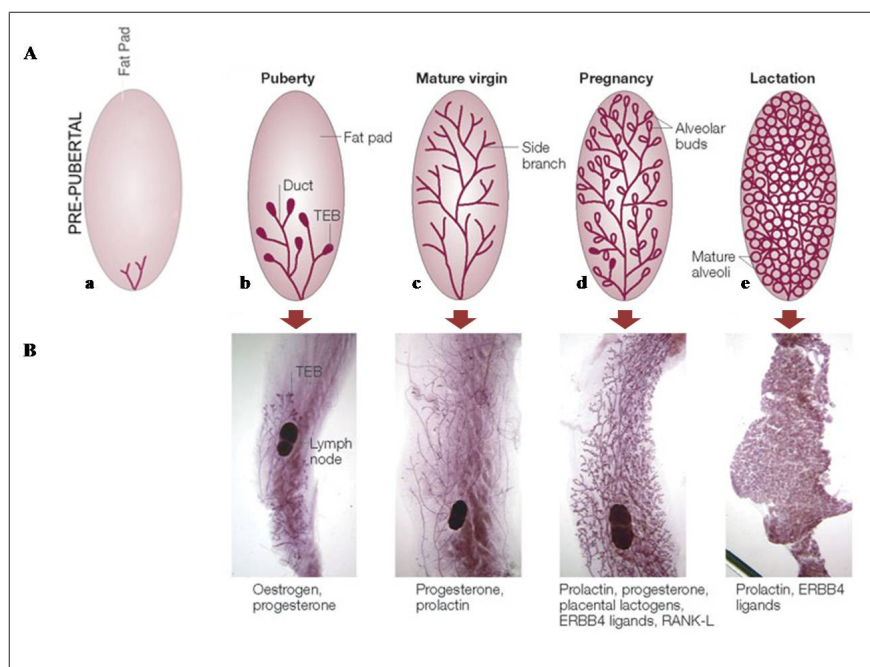 A
Fat Pad
PRE-PUBERTAL
a
Puberty
Fat pad
Duct
TEB
b
Mature virgin
Side
branch
c
Pregnancy
Alveolar
buds
d
Lactation
Mature
alveoli
e
B
TEB
Lymph
node
Oestrogen,
progesterone
Progesterone,
prolactin
Prolactin, progesterone,
placental lactogens,
ERBB4 ligands, RANK-L
Prolactin, ERBB4
ligands